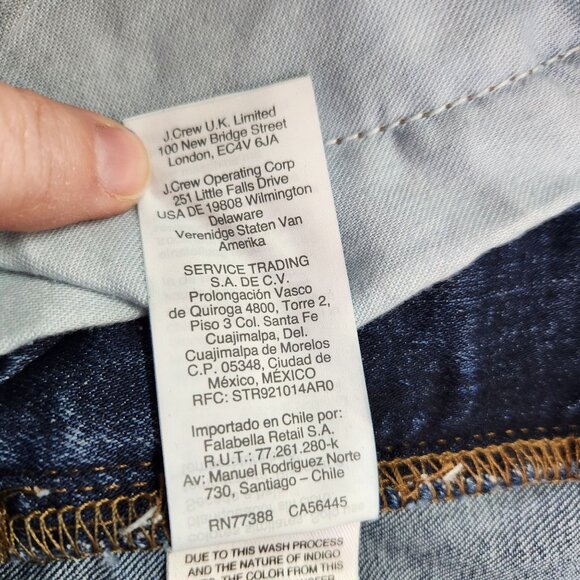 J.Crew U.K. Limited
100 New Bridge Street
London, EC4V 6JA
J.Crew Operating Corp
251 Little Falls Drive
USA DE 19808 Wilmington
Delaware
Verenidge Staten Van
Amerika
SERVICE TRADING
S.A. DE C.V.
Prolongación Vasco
de Quiroga 4800, Torre 2,
Piso 3 Col. Santa Fe
Cuajimalpa, Del.
Cuajimalpa de Morelos
C.P. 05348, Ciudad de
México, MÉXICO
RFC: STR921014AR0
Importado en Chile por:
Falabella Retail S.A.
R.U.T.: 77.261.280-k
Av: Manuel Rodriguez Norte
730, Santiago – Chile
RN77388 CA56445
DUE TO THIS WASH PROCESS
AND THE NATURE OF INDIGO
THE COLOR FROM THIS